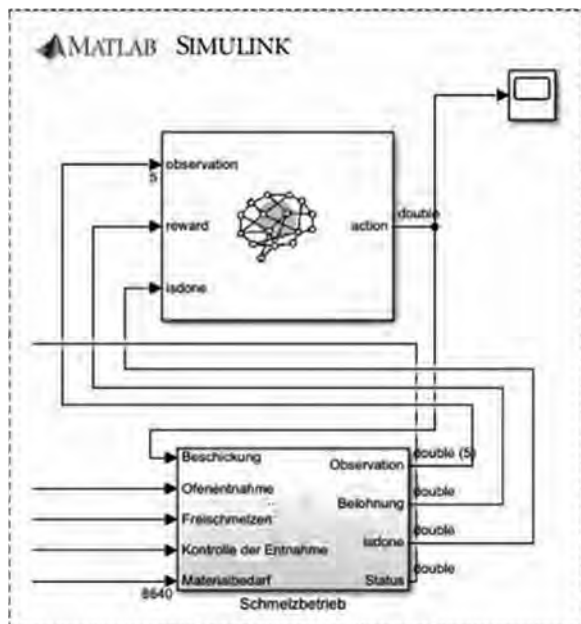 MATLAB SIMULINK
observation
5
reward
action
double
isdone
Beschickung
Observation
double (5)
Ofenentnahme
Belohnung
double
Freischmelzen
isdone
double
Kontrolle der Entnahme
Status
double
Materialbedarf
8640
Schmelzbetrieb